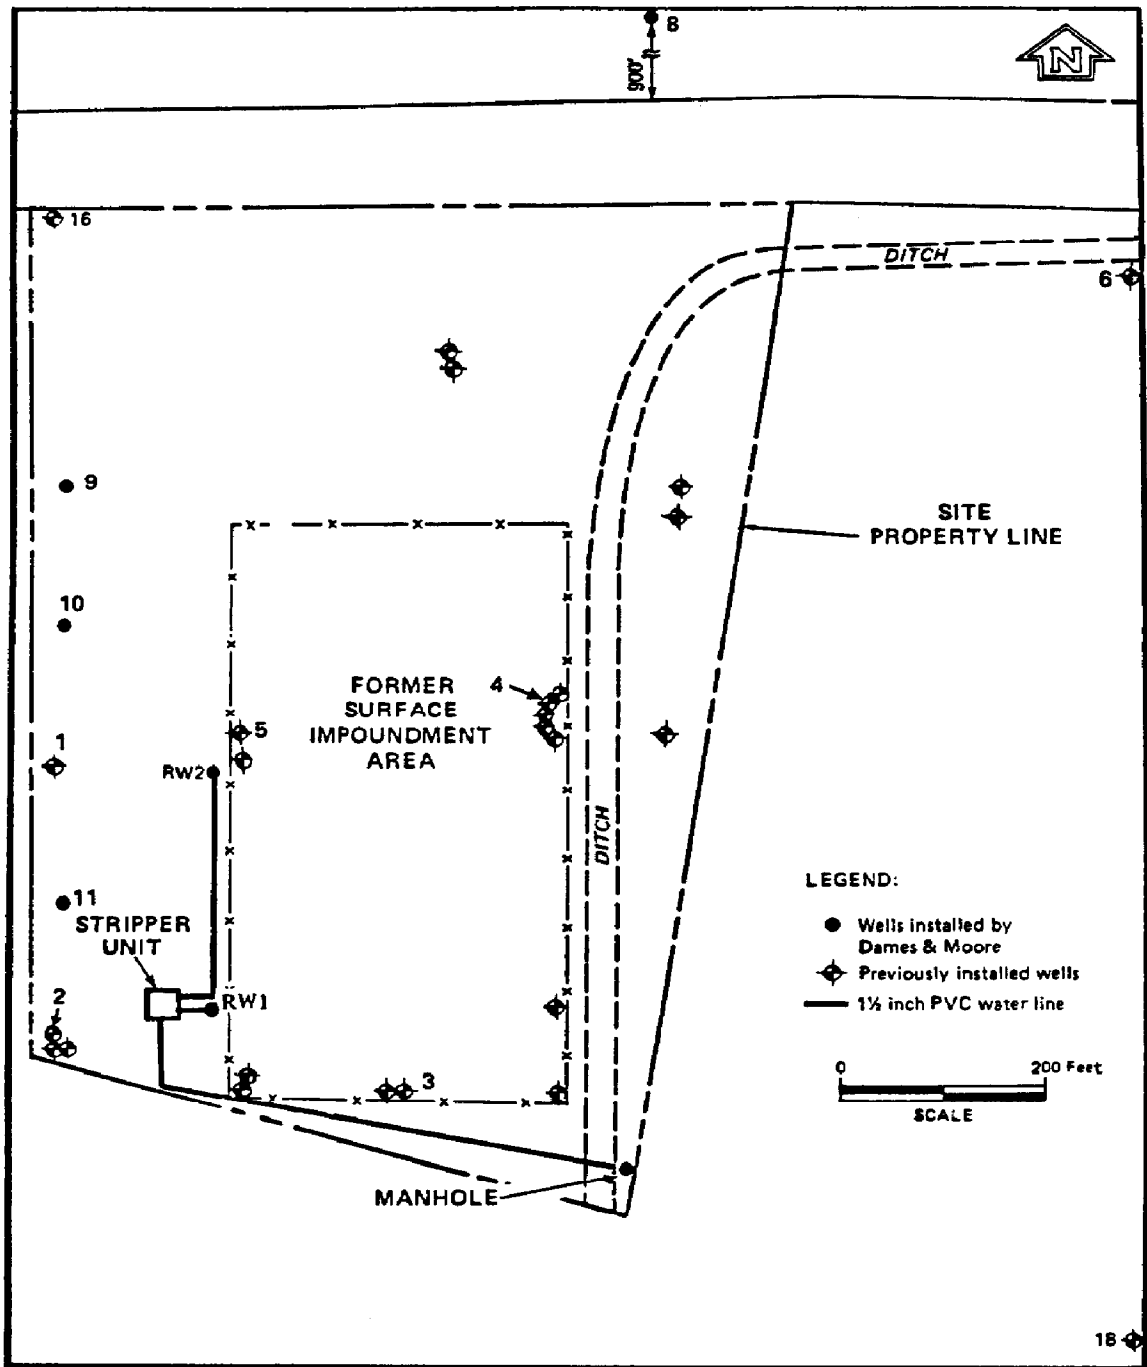 8
900'
N
16
DITCH
6
9
SITE
PROPERTY LINE
10
FORMER
SURFACE
IMPOUNDMENT
AREA
4
5
1
RW2
DITCH
11
STRIPPER
UNIT
LEGEND:
Wells installed by
Dames & Moore
Previously installed wells
1½ inch PVC water line
2
RW1
3
0 200 Feet
SCALE
MANHOLE
18